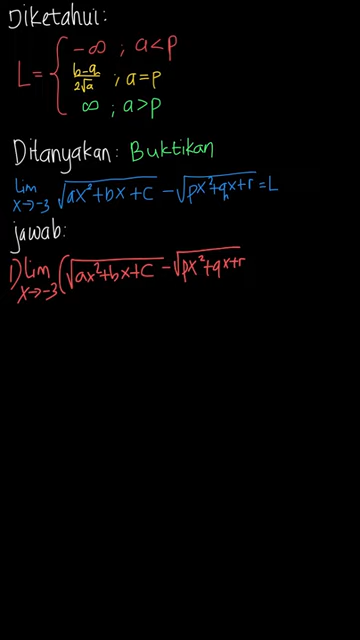 Diketahui:
L = { -∞ ; a < p
b-a/2√a ; a = p
∞ ; a > p
Ditanyakan: Buktikan
lim x→-3 √ax²+bx+c - √px²+qx+r = L
jawab:
1) lim x→-3 (√ax²+bx+c - √px²+qx+r